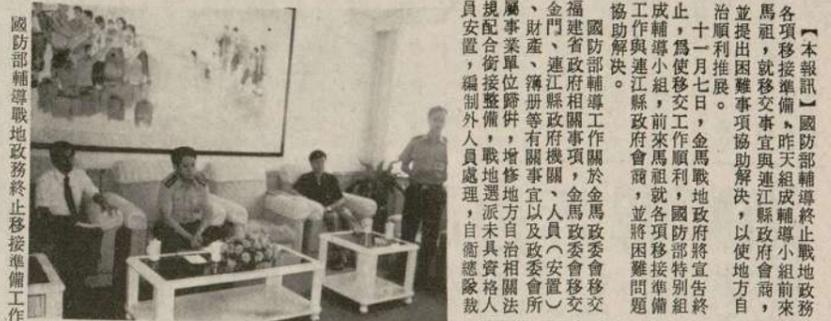 【本報訊】國防部輔導終止戰地政務
各項移接準備，昨天組成輔導小組前來
馬祖，就移交事宜與連江縣政府會商，
並提出困難事項協助解決，以使地方自
治順利推展。
十一月七日，金馬戰地政府將宣告終
止，為使移交工作順利，國防部特別組
成輔導小組，前來馬祖就各項移接準備
工作與連江縣政府會商，並將困難問題
協助解決。
國防部輔導工作關於金馬政委會移交
福建省政府相關事項，金馬政委會移交
金門、連江縣政府機關、人員（安置）
、財產、簿册等有關事宜以及政委會所
屬事業單位歸併，增修地方自治相關法
規配合銜接整備，戰地選派未具資格人
員安置，編制外人員處理，自衞總隊裁
國防部輔導戰地政務終止移接準備工作